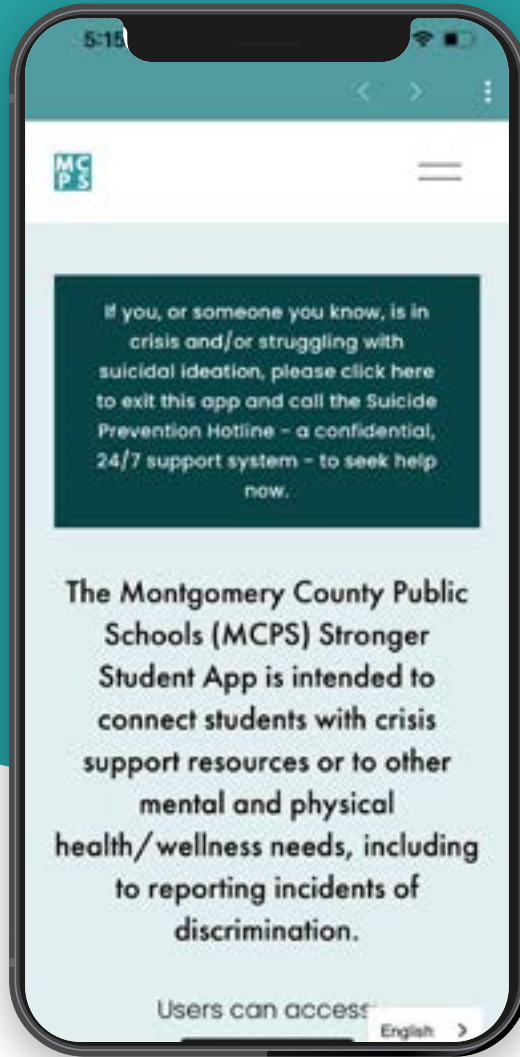 5:15
MC
PS
If you, or someone you know, is in
crisis and/or struggling with
suicidal ideation, please click here
to exit this app and call the Suicide
Prevention Hotline - a confidential,
24/7 support system - to seek help
now.
The Montgomery County Public
Schools (MCPS) Stronger
Student App is intended to
connect students with crisis
support resources or to other
mental and physical
health/wellness needs, including
to reporting incidents of
discrimination.
Users can access:
English